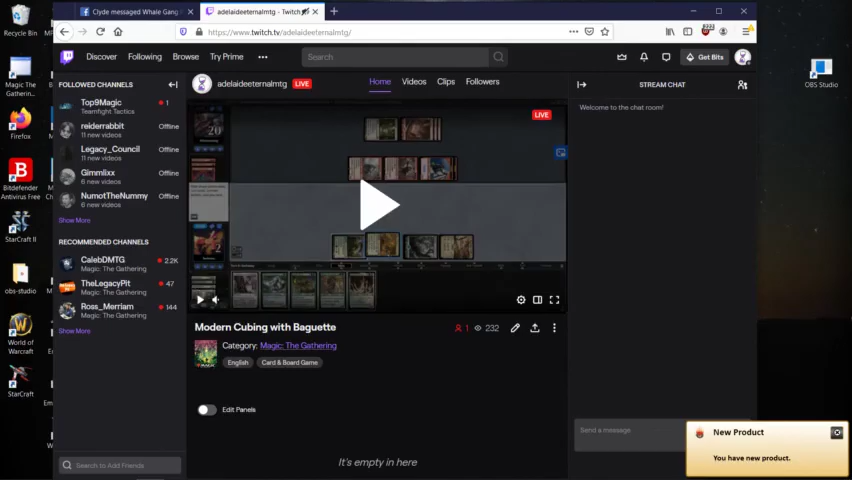 Recycle Bin
Magic The
Gatherin...
Firefox
Bitdefender
Antivirus Free
StarCraft II
obs-studio
World of
Warcraft
StarCraft
OBS Studio
Clyde messaged Whale Gang
adelaideeternalmtg - Twitch
https://www.twitch.tv/adelaideeternalmtg/
Discover
Following
Browse
Try Prime
Search
Get Bits
FOLLOWED CHANNELS
Top9Magic
1
Teamfight Tactics
reiderrabbit
Offline
11 new videos
Legacy_Council
Offline
11 new videos
Gimmlixx
Offline
6 new videos
NumotTheNummy
Offline
6 new videos
Show More
RECOMMENDED CHANNELS
CalebDMTG
2.2K
Magic: The Gathering
TheLegacyPit
47
Magic: The Gathering
Ross_Merriam
144
Magic: The Gathering
Show More
Search to Add Friends
adelaideeternalmtg
LIVE
Home
Videos
Clips
Followers
LIVE
20
Modern Cubing with Baguette
1
232
Category: Magic: The Gathering
English
Card & Board Game
Edit Panels
It's empty in here
STREAM CHAT
Welcome to the chat room!
Send a message
New Product
You have new product.